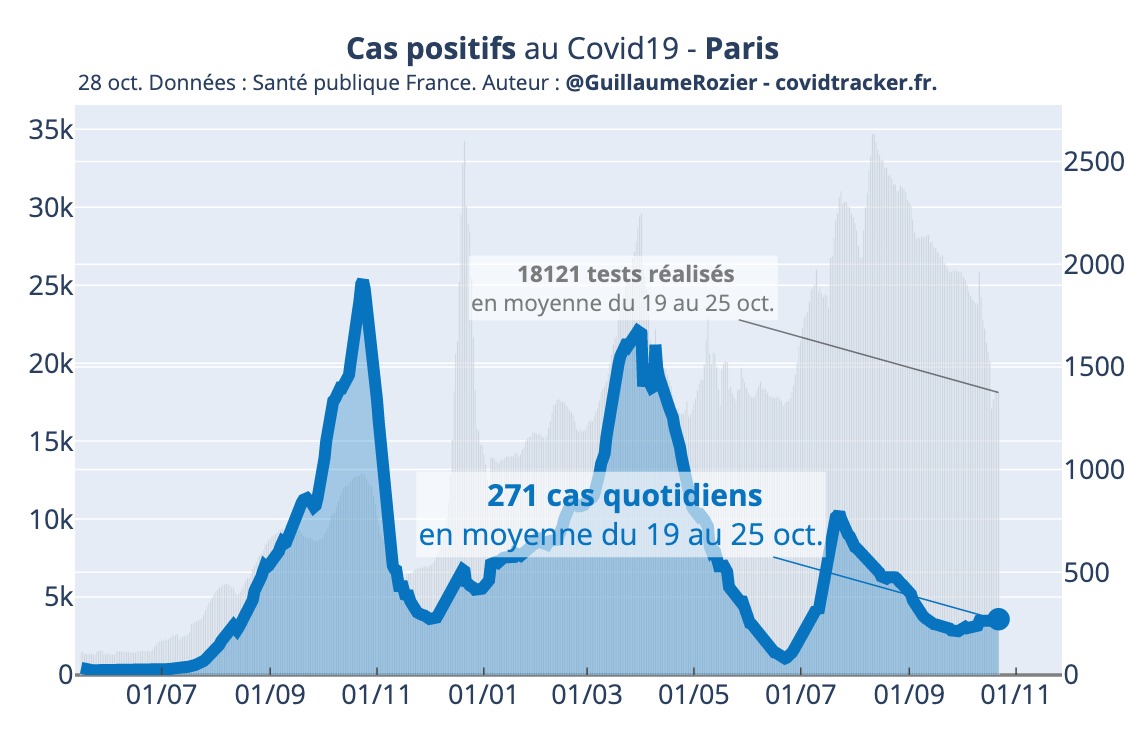 Cas positifs au Covid19 - Paris
28 oct. Données : Santé publique France. Auteur : @GuillaumeRozier - covidtracker.fr.
35k
30k
25k
20k
15k
10k
5k
0
2500
2000
1500
1000
500
0
18121 tests réalisés
en moyenne du 19 au 25 oct.
271 cas quotidiens
en moyenne du 19 au 25 oct.
01/07 01/09 01/11 01/01 01/03 01/05 01/07 01/09 01/11